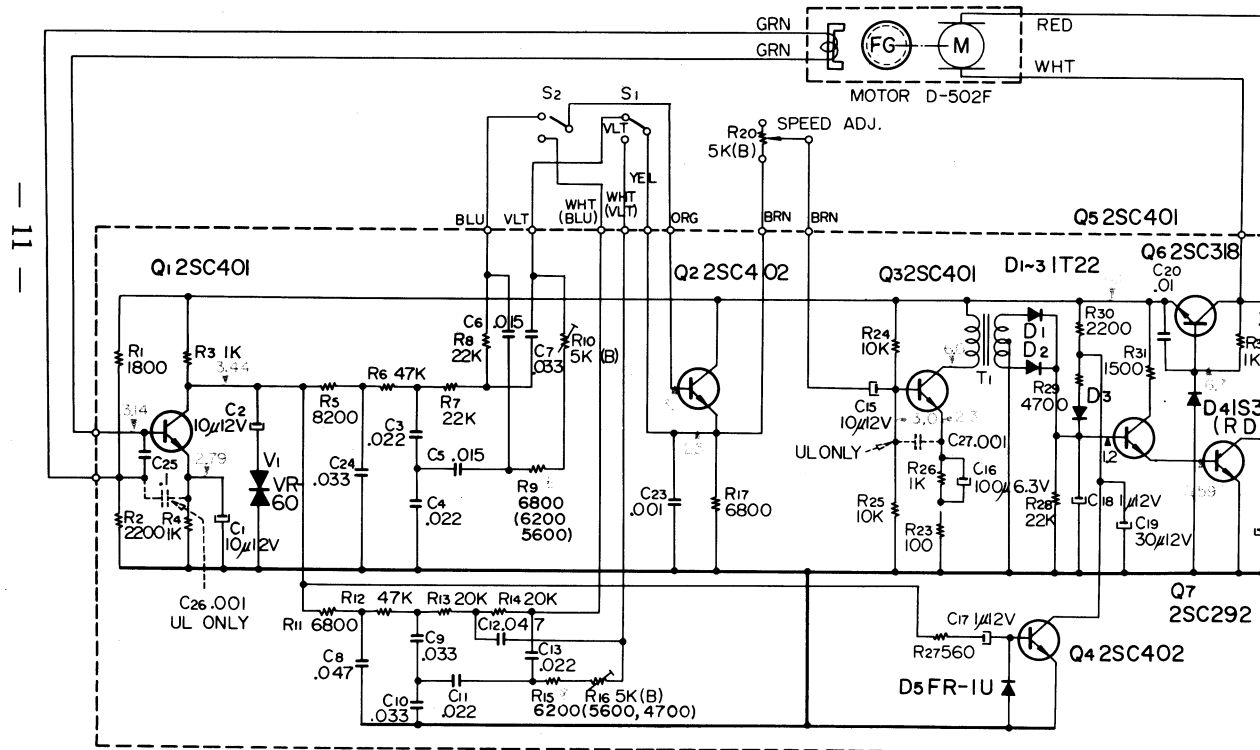 GRN
GRN
FG
M
RED
WHT
MOTOR D-502F
S2
S1
VLT
R20
5K(B)
SPEED ADJ.
YEL
WHT
(BLU)
WHT
(VLT)
BLU
VLT
ORG
BRN
BRN
— 11 —
Q1 2SC401
Q2 2SC402
Q3 2SC401
D1~3 1T22
Q5 2SC401
Q6 2SC318
C20
.01
R1
1800
R3 1K
3.44
3.14
C2
10μ12V
V1
VR
60
C25
.1
2.79
R2
2200
R4
1K
C1
10μ12V
C26 .001
UL ONLY
R5
8200
R6 47K
C24
.033
C3
.022
C4
.022
C5 .015
R7
22K
R8
22K
C6 .015
C7
.033
R10
5K (B)
R9
6800
(6200
5600)
C23
.001
R17
6800
R24
10K
C15
10μ12V
UL ONLY
C27 .001
R25
10K
R26
1K
C16
100μ6.3V
R23
100
T1
D1
D2
R30
2200
R31
1500
R29
4700
D3
1.2
R28
22K
C18 1μ12V
C19
30μ12V
6.7
D4 1S3
(RD
1K
Q7
2SC292
R11 6800
R12 47K
R13 20K
R14 20K
C8
.047
C9
.033
C10
.033
C11
.022
C12 .047
C13
.022
R15
6200(5600, 4700)
R16 5K(B)
C17 1μ12V
R27 560
Q4 2SC402
D5 FR-1U